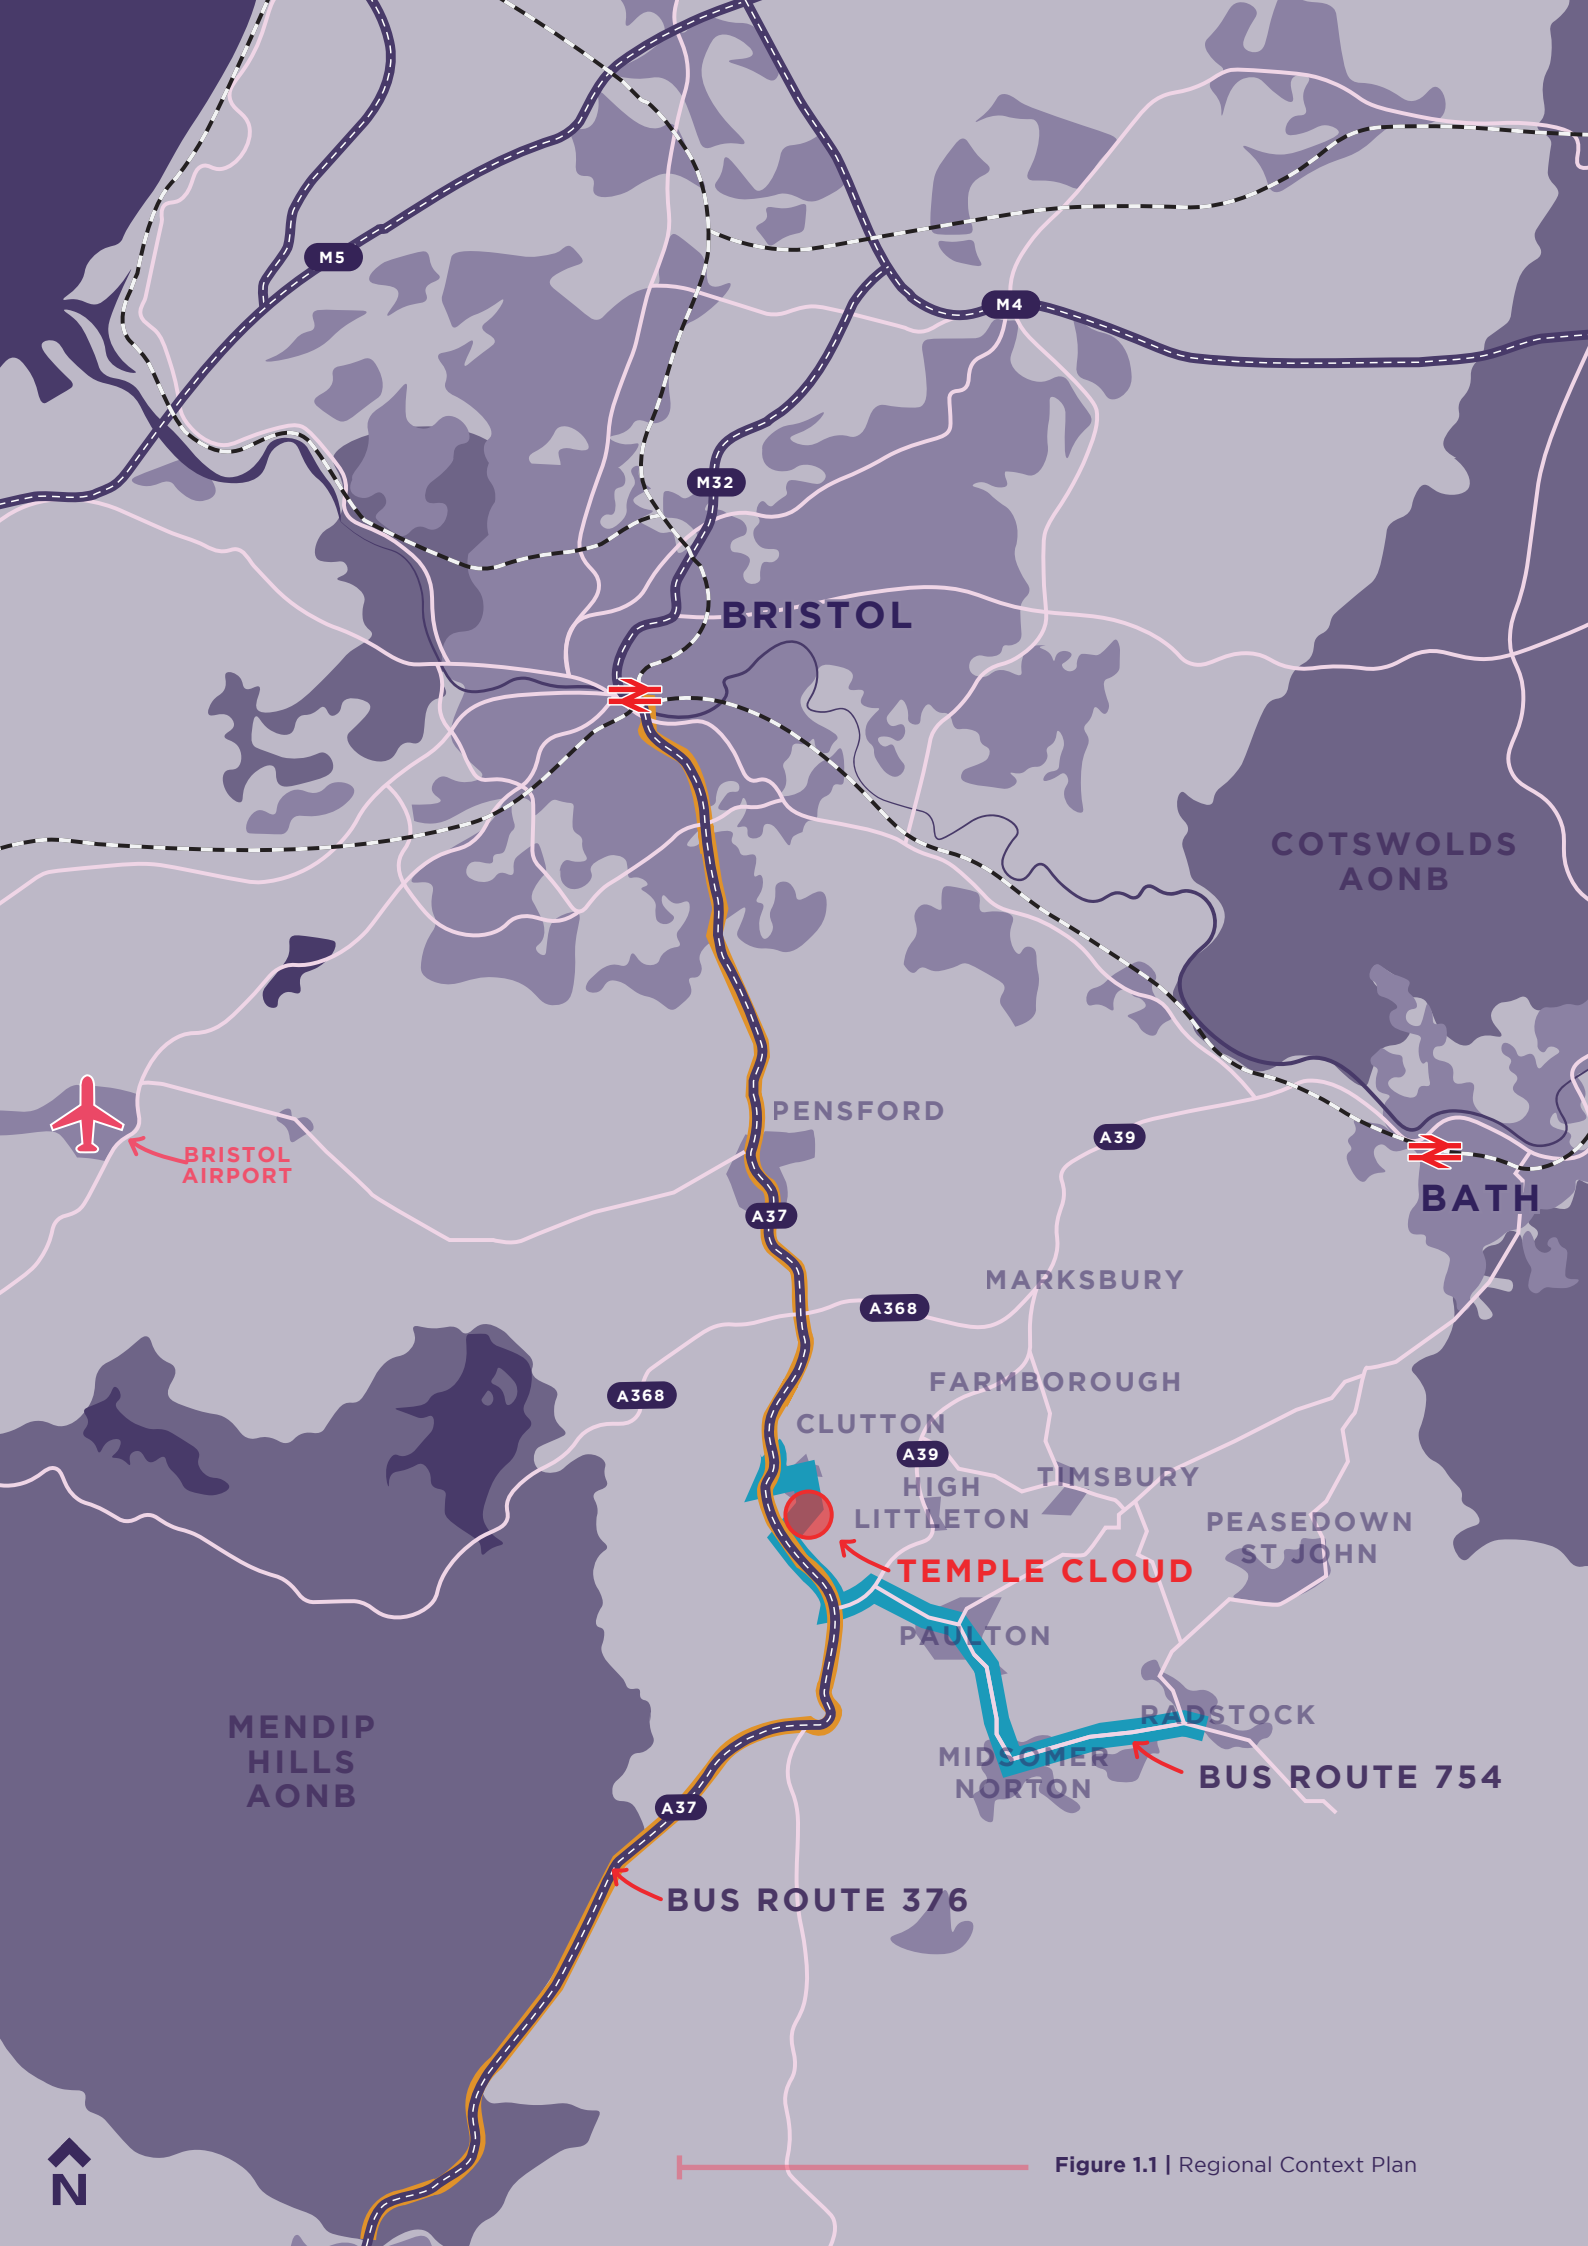 M5
M4
M32
BRISTOL
COTSWOLDS
AONB
PENSFORD
A39
BRISTOL
AIRPORT
BATH
A37
MARKSBURY
A368
FARMBOROUGH
A368
CLUTTON
A39
TIMSBURY
HIGH
LITTLETON
PEASEDOWN
ST JOHN
TEMPLE CLOUD
PAULTON
RADSTOCK
MENDIP
HILLS
AONB
MIDSOMER
NORTON
BUS ROUTE 754
A37
BUS ROUTE 376
N
Figure 1.1 | Regional Context Plan